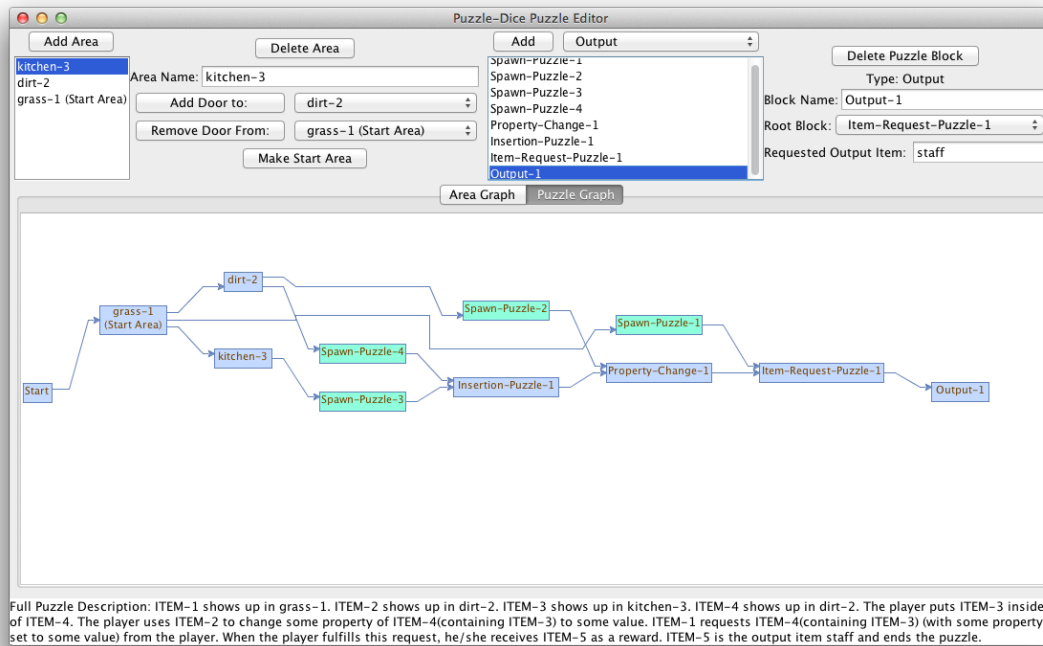 Puzzle-Dice Puzzle Editor
Add Area
Delete Area
Add
Output
Delete Puzzle Block
kitchen-3
dirt-2
grass-1 (Start Area)
Area Name: kitchen-3
Add Door to:
dirt-2
Remove Door From:
grass-1 (Start Area)
Make Start Area
Spawn-Puzzle-1
Spawn-Puzzle-2
Spawn-Puzzle-3
Spawn-Puzzle-4
Property-Change-1
Insertion-Puzzle-1
Item-Request-Puzzle-1
Output-1
Type: Output
Block Name: Output-1
Root Block: Item-Request-Puzzle-1
Requested Output Item: staff
Area Graph
Puzzle Graph
dirt-2
grass-1
(Start Area)
Spawn-Puzzle-2
Spawn-Puzzle-1
kitchen-3
Spawn-Puzzle-4
Start
Spawn-Puzzle-3
Insertion-Puzzle-1
Property-Change-1
Item-Request-Puzzle-1
Output-1
Full Puzzle Description: ITEM-1 shows up in grass-1. ITEM-2 shows up in dirt-2. ITEM-3 shows up in kitchen-3. ITEM-4 shows up in dirt-2. The player puts ITEM-3 inside
of ITEM-4. The player uses ITEM-2 to change some property of ITEM-4(containing ITEM-3) to some value. ITEM-1 requests ITEM-4(containing ITEM-3) (with some property
set to some value) from the player. When the player fulfills this request, he/she receives ITEM-5 as a reward. ITEM-5 is the output item staff and ends the puzzle.